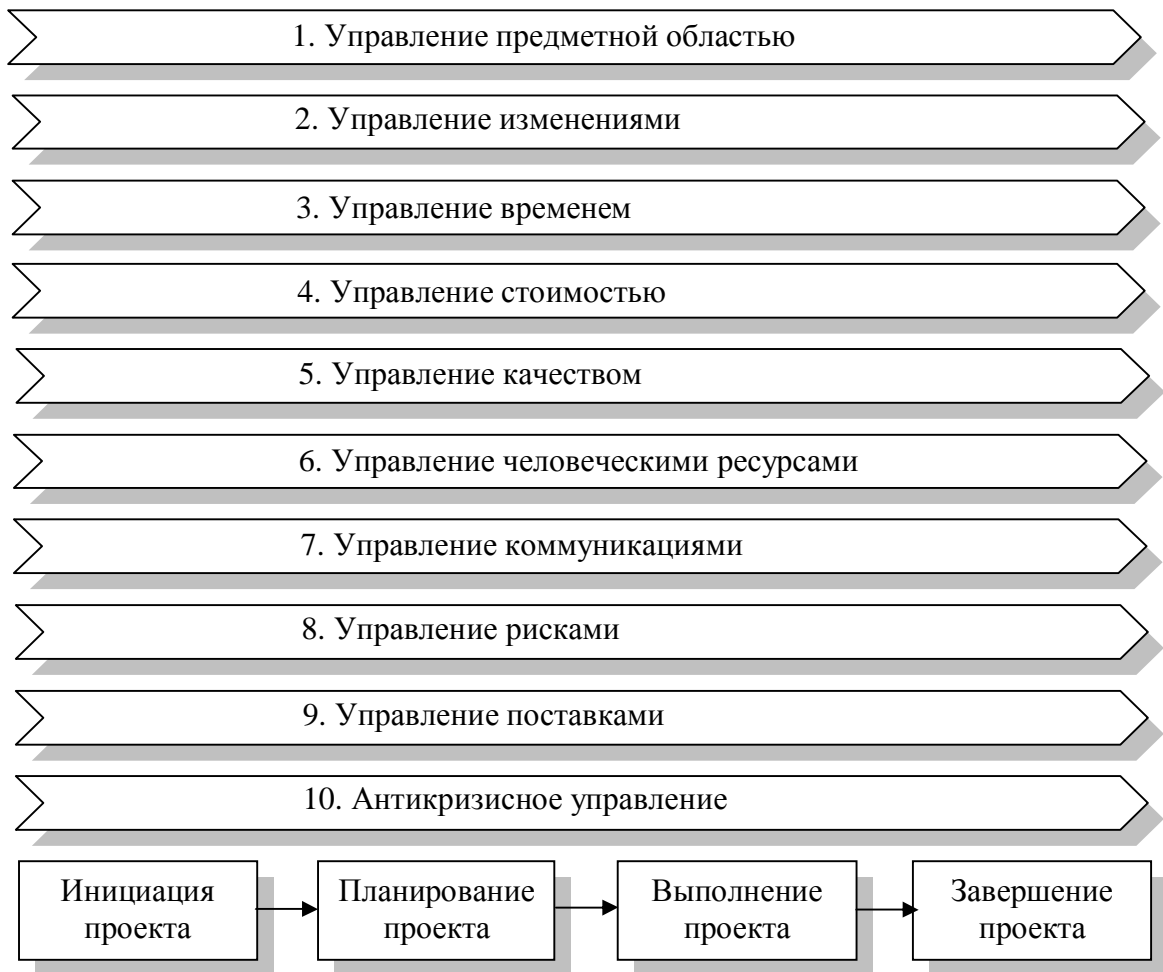 1. Управление предметной областью
2. Управление изменениями
3. Управление временем
4. Управление стоимостью
5. Управление качеством
6. Управление человеческими ресурсами
7. Управление коммуникациями
8. Управление рисками
9. Управление поставками
10. Антикризисное управление
Инициация
проекта
Планирование
проекта
Выполнение
проекта
Завершение
проекта